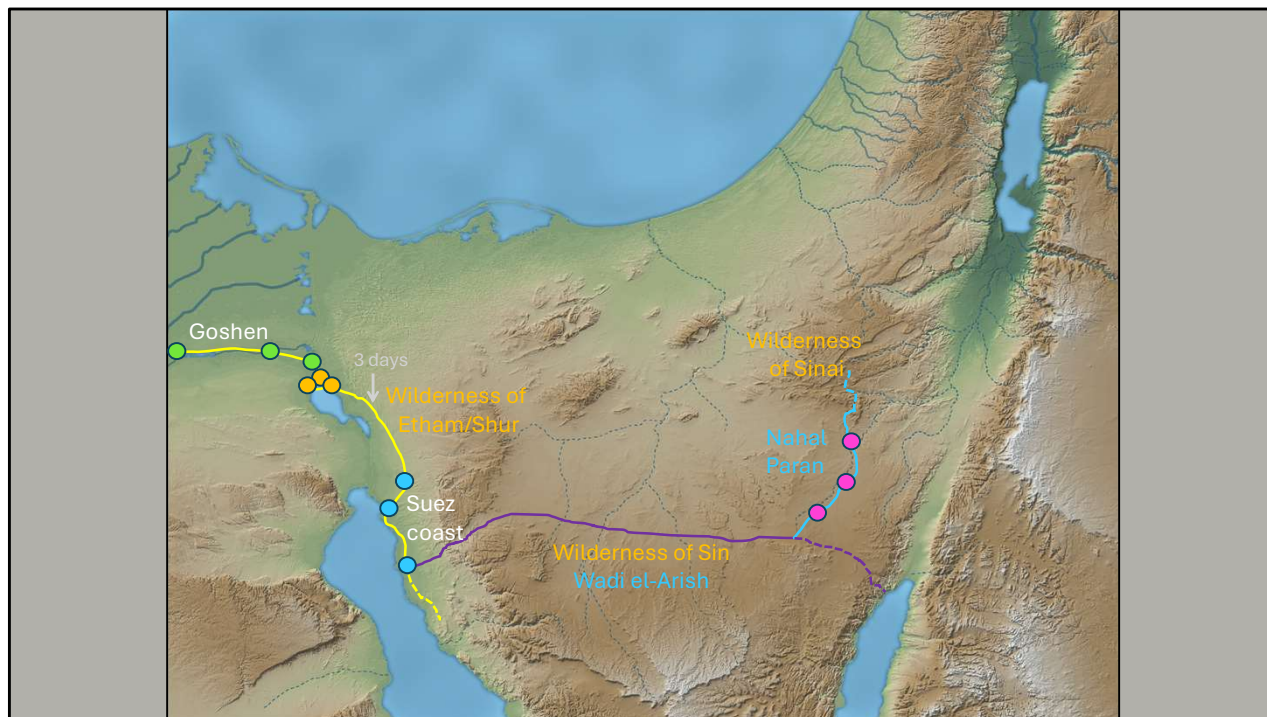 Goshen
3 days
Wilderness of
Etham/Shur
Wilderness
of Sinai
Nahal
Paran
Suez
coast
Wilderness of Sin
Wadi el-Arish